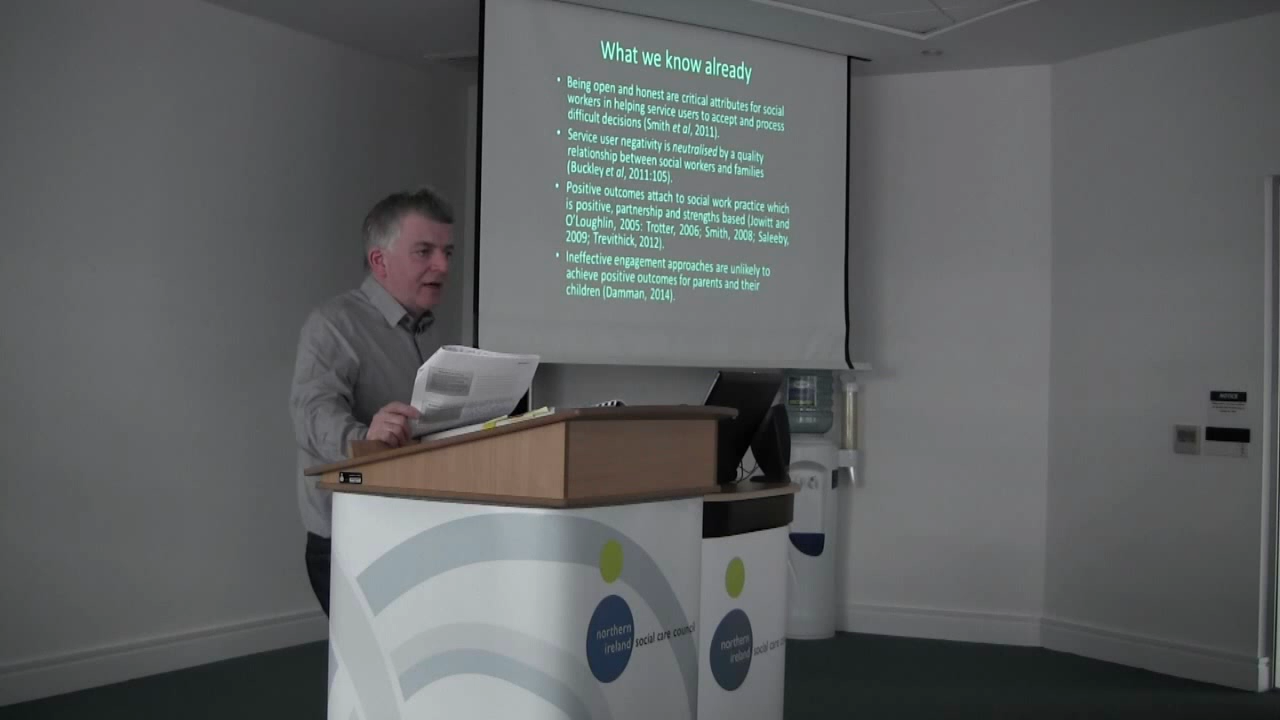 What we know already
• Being open and honest are critical attributes for social
workers in helping service users to accept and process
difficult decisions (Smith et al, 2011).
• Service user negativity is neutralised by a quality
relationship between social workers and families
(Buckley et al, 2011:105).
• Positive outcomes attach to social work practice which
is positive, partnership and strengths based (Jowitt and
O'Loughlin, 2005: Trotter, 2006; Smith, 2008; Saleeby,
2009; Trevithick, 2012).
• Ineffective engagement approaches are unlikely to
achieve positive outcomes for parents and their
children (Damman, 2014).
NOTICE
northern
ireland social care council
northern
ireland social care